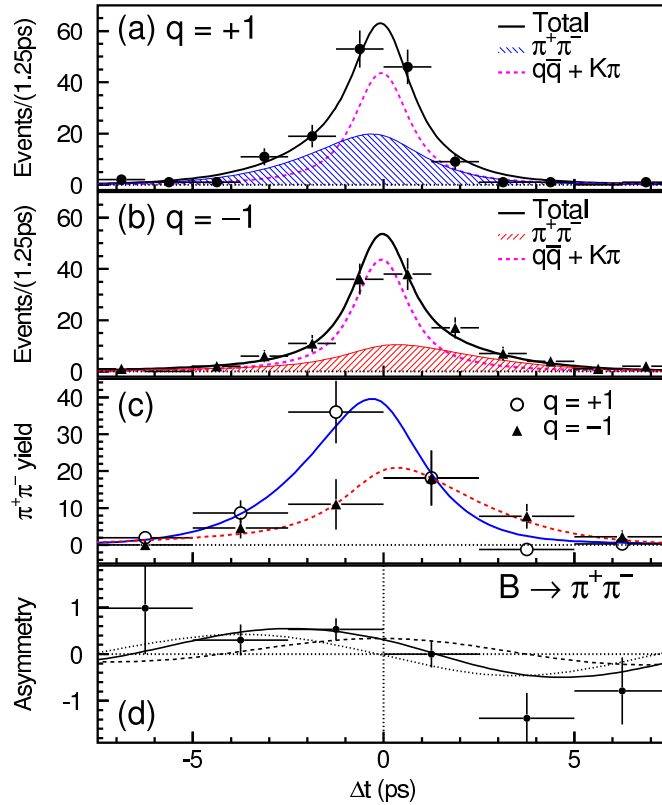 (a) q = +1
Total
π⁺π⁻
qq̅ + Kπ
Events/(1.25ps)
60
40
20
0
(b) q = −1
Total
π⁺π⁻
qq̅ + Kπ
Events/(1.25ps)
60
40
20
0
(c)
q = +1
q = −1
π⁺π⁻ yield
40
30
20
10
0
B → π⁺π⁻
Asymmetry
1
0
-1
(d)
-5 0 5
Δt (ps)